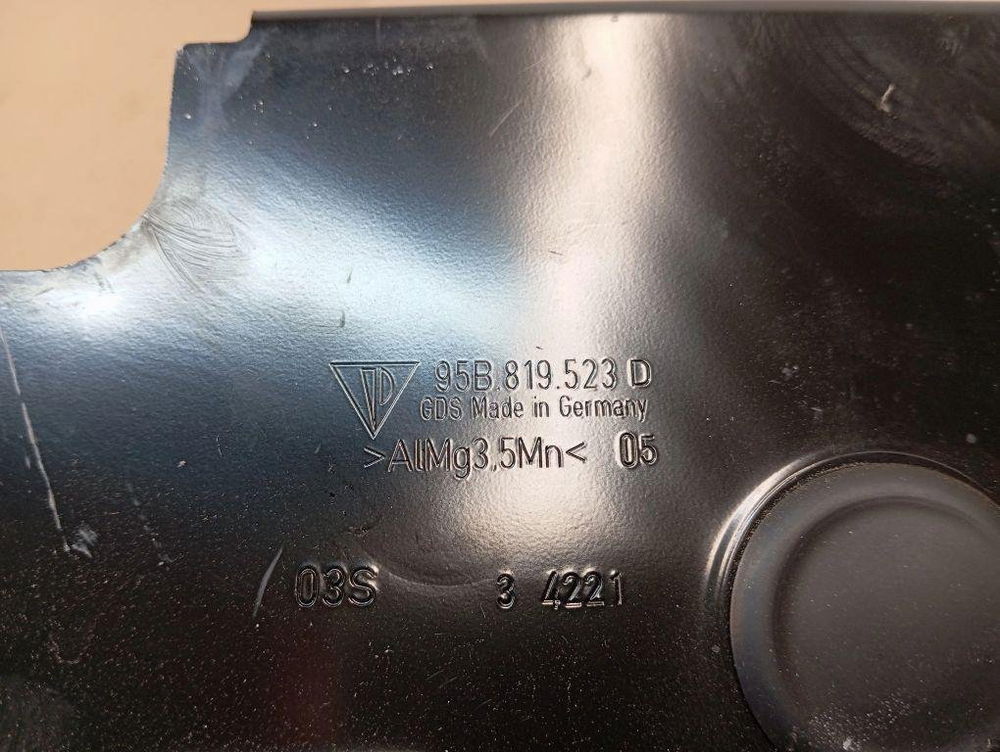 95B.819.523 D
GDS Made in Germany
>AlMg3,5Mn< 05
03S 3 4221